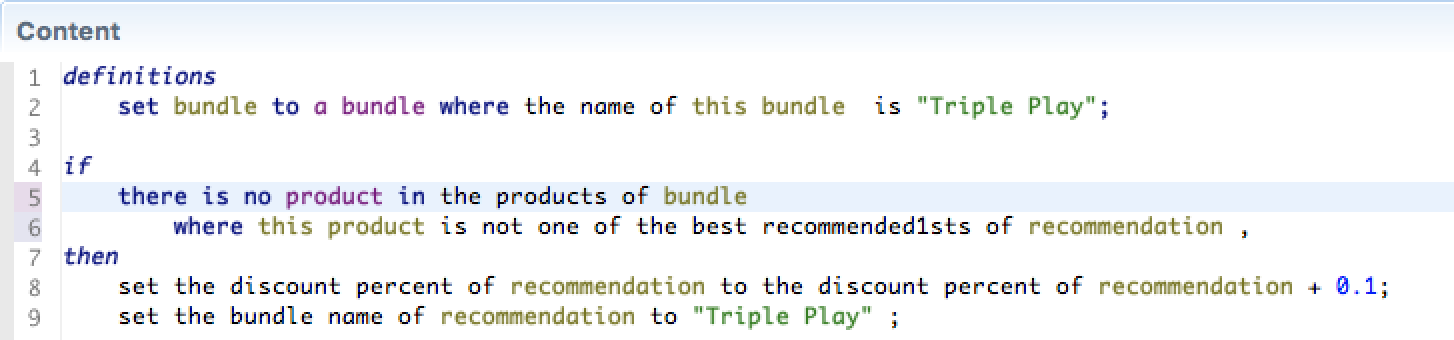 Content
1 definitions
2 set bundle to a bundle where the name of this bundle is "Triple Play";
3
4 if
5 there is no product in the products of bundle
6 where this product is not one of the best recommended1sts of recommendation ,
7 then
8 set the discount percent of recommendation to the discount percent of recommendation + 0.1;
9 set the bundle name of recommendation to "Triple Play" ;